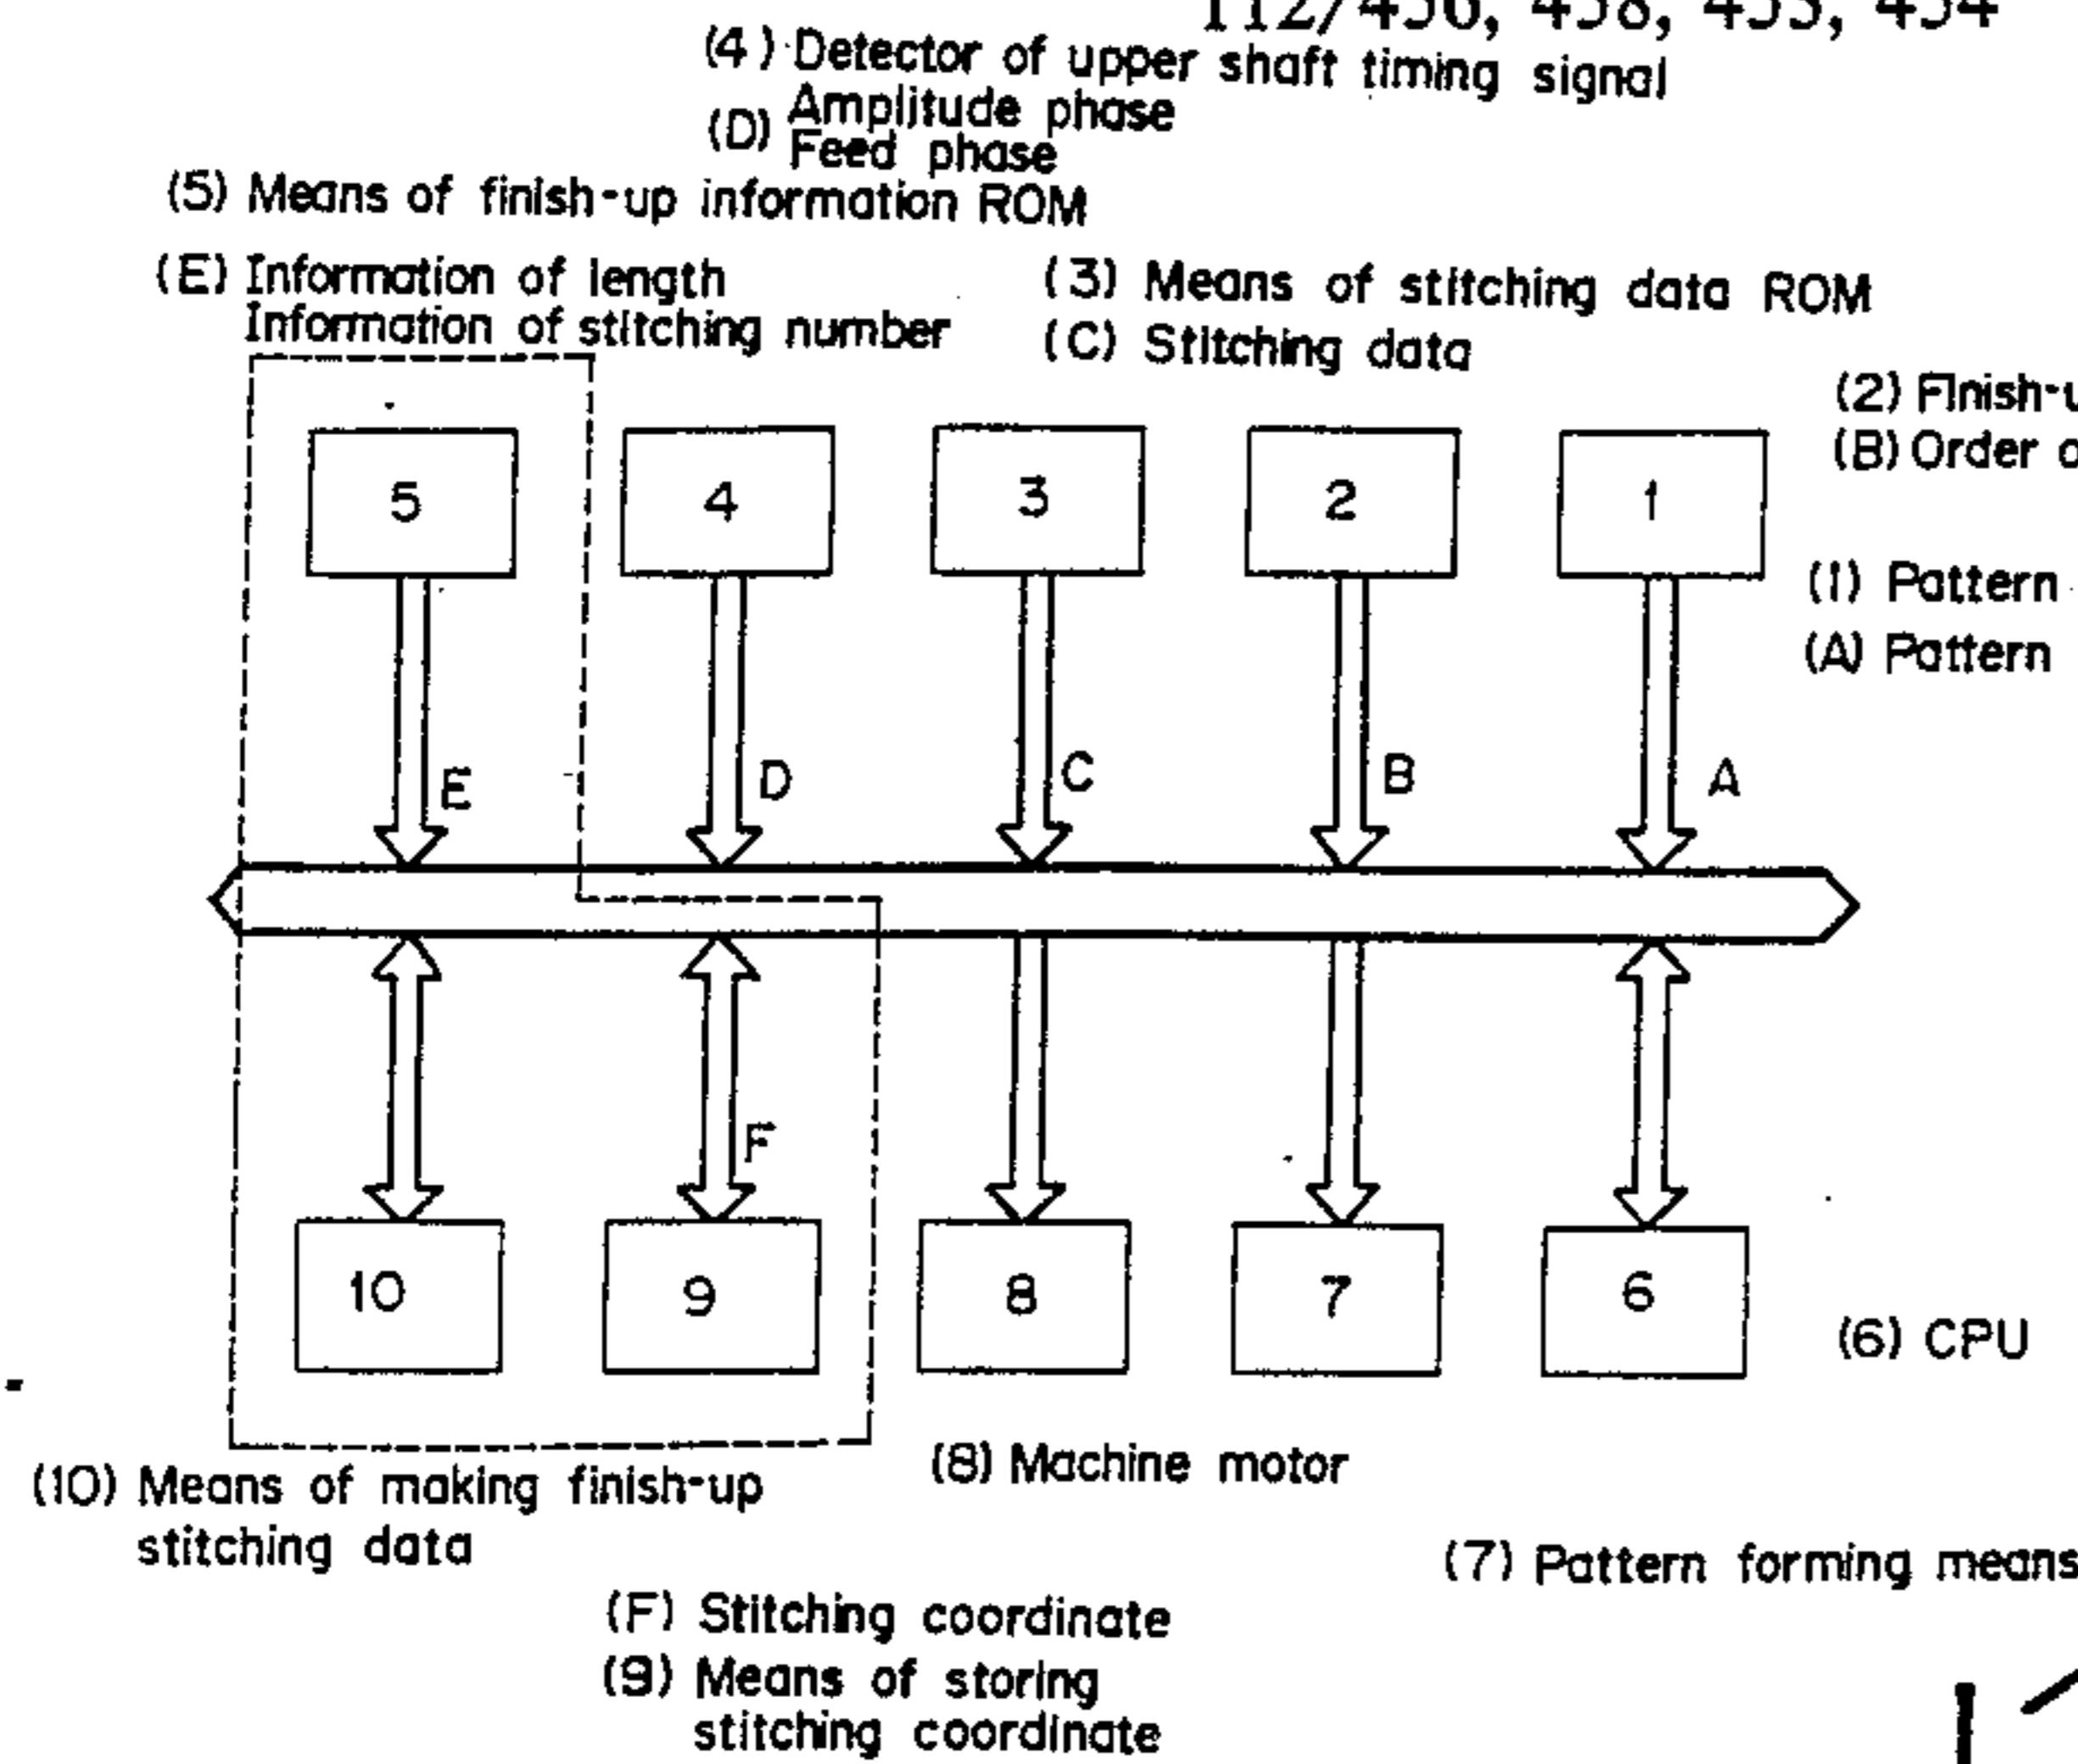 (4) Detector of upper shaft timing signal
(D) Amplitude phase
Feed phase
(5) Means of finish-up information ROM
(E) Information of length
Information of stitching number
(3) Means of stitching data ROM
(C) Stitching data
(2)
(B) Order
5
4
3
2
1
(1) Pattern
(A) Pattern
E
D
C
B
A
F
10
9
8
7
6
(6) CPU
(10) Means of making finish-up
stitching data
(8) Machine motor
(7) Pattern forming means
(F) Stitching coordinate
(9) Means of storing
stitching coordinate